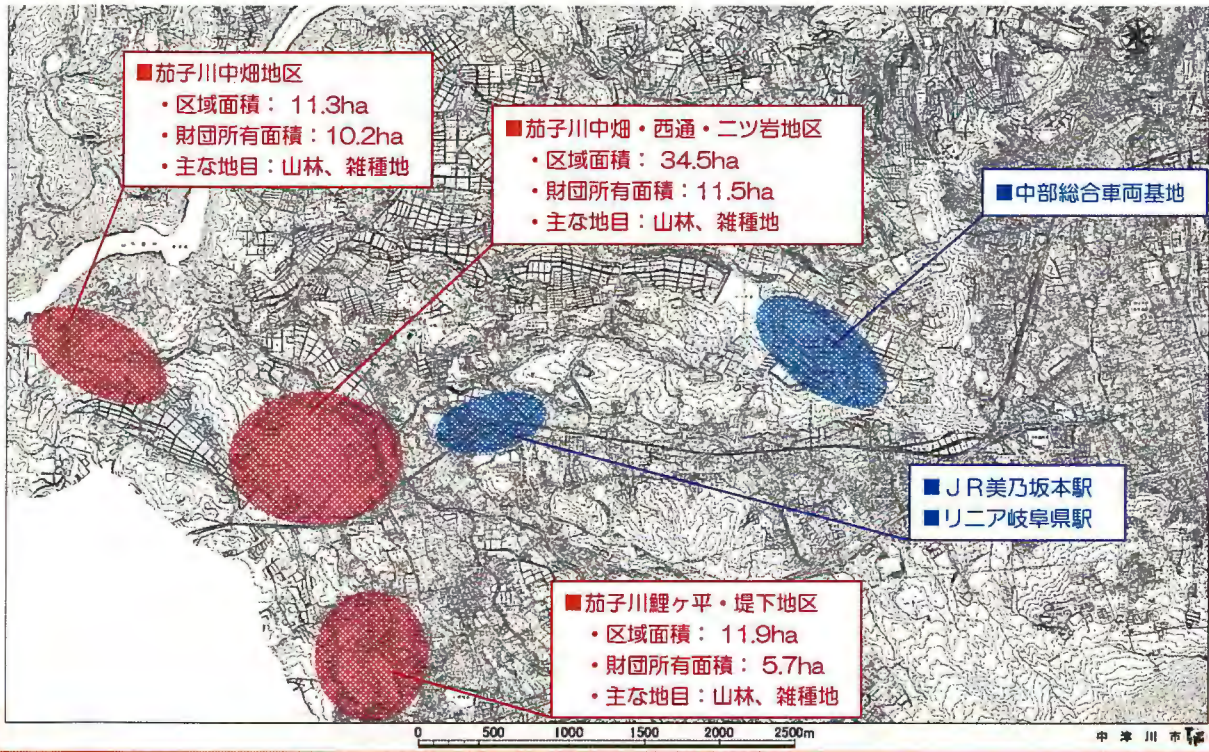 ■茄子川中畑地区
・区域面積： 11.3ha
・財団所有面積：10.2ha
・主な地目：山林、雑種地
■茄子川中畑・西通・二ツ岩地区
・区域面積： 34.5ha
・財団所有面積：11.5ha
・主な地目：山林、雑種地
■中部総合車両基地
■ＪＲ美乃坂本駅
■リニア岐阜県駅
■茄子川鯉ヶ平・堤下地区
・区域面積： 11.9ha
・財団所有面積： 5.7ha
・主な地目：山林、雑種地
0 500 1000 1500 2000 2500m
中津川市